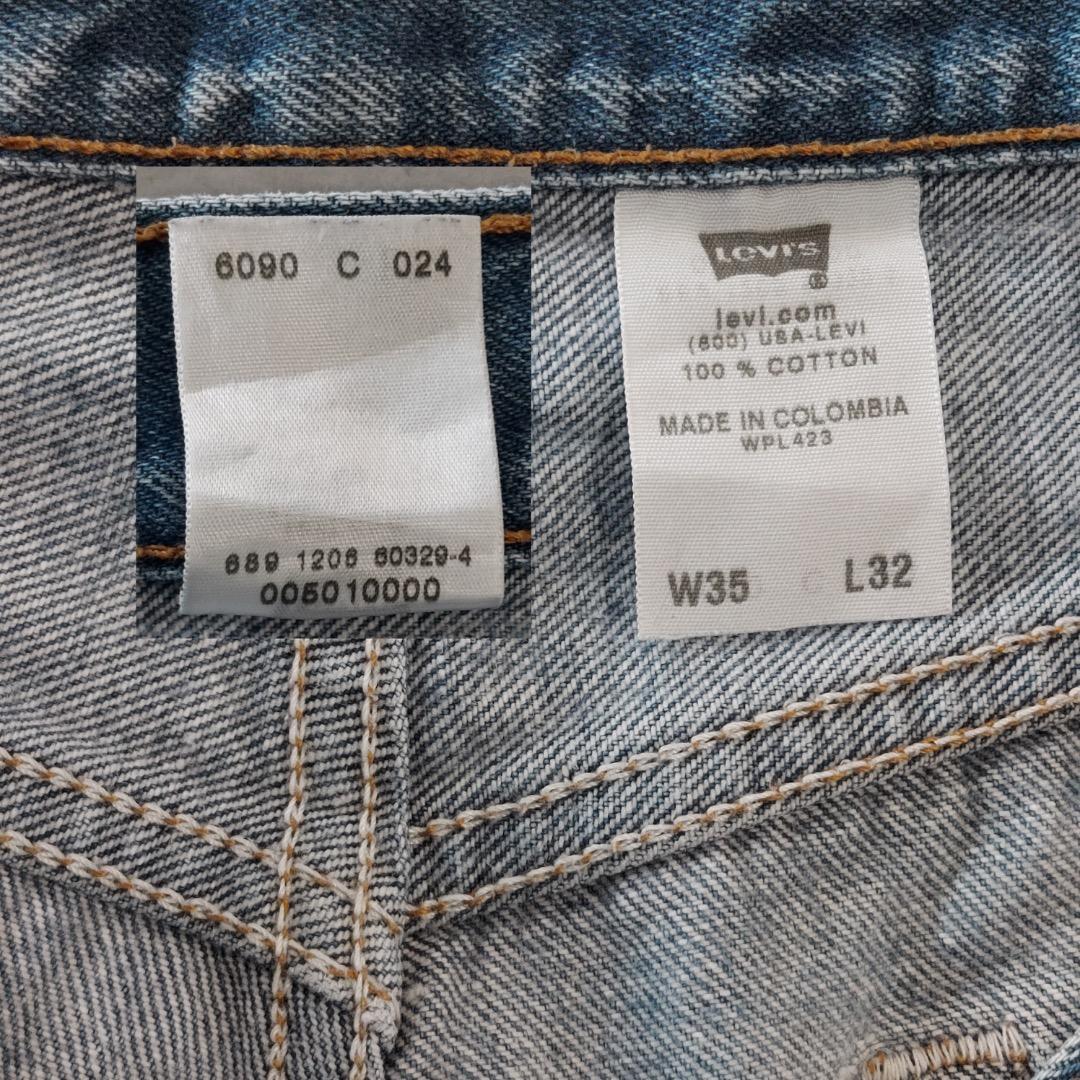 6090 C 024
689 1206 60329-4
005010000
LEVI'S
®
levi.com
(800) USA-LEVI
100 % COTTON
MADE IN COLOMBIA
WPL423
W35 L32